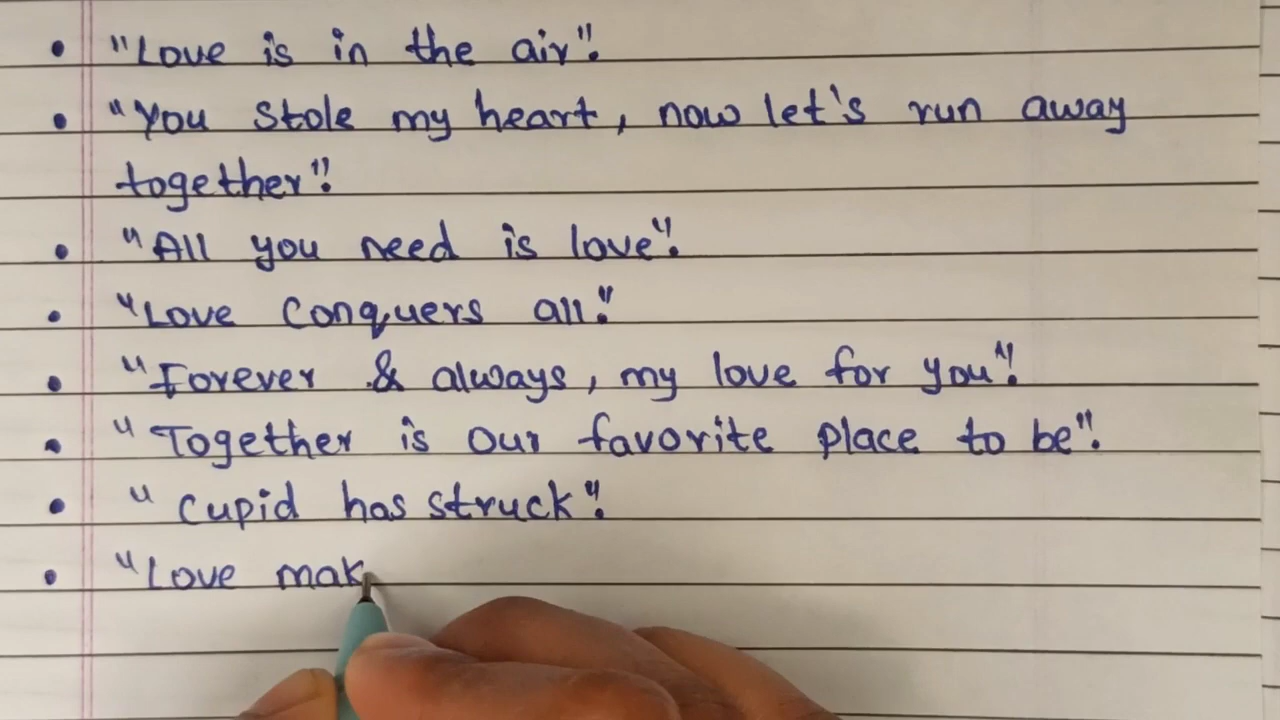 • "Love is in the air".
• "You stole my heart, now let's run away
together".
• "All you need is love".
• "Love Conquers all."
• "Forever & always, my love for you".
• "Together is our favorite place to be".
• "Cupid has struck".
• "Love mak